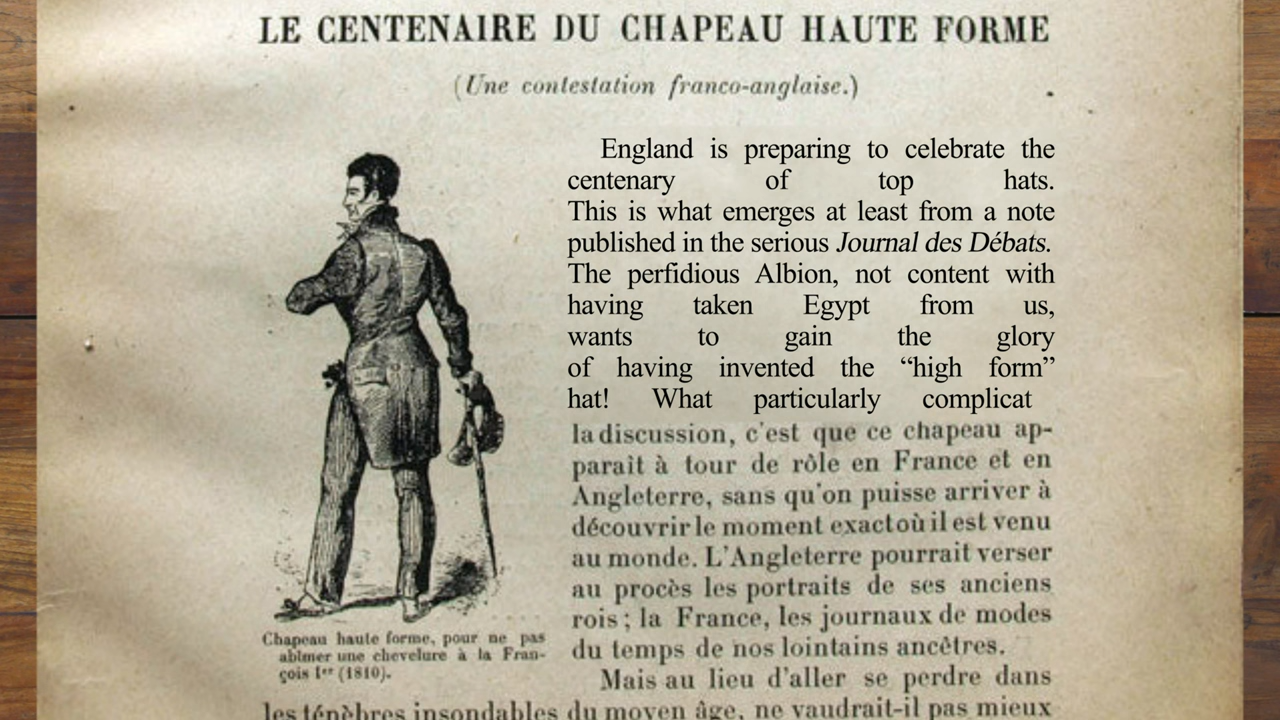 LE CENTENAIRE DU CHAPEAU HAUTE FORME
(Une contestation franco-anglaise.)
England is preparing to celebrate the
centenary of top hats.
This is what emerges at least from a note
published in the serious Journal des Débats.
The perfidious Albion, not content with
having taken Egypt from us,
wants to gain the glory
of having invented the “high form”
hat! What particularly complicat
la discussion, c'est que ce chapeau ap-
paraît à tour de rôle en France et en
Angleterre, sans qu'on puisse arriver à
découvrir le moment exact où il est venu
au monde. L'Angleterre pourrait verser
au procès les portraits de ses anciens
rois ; la France, les journaux de modes
du temps de nos lointains ancêtres.
Mais au lieu d'aller se perdre dans
les ténèbres insondables du moyen âge, ne vaudrait-il pas mieux
Chapeau haute forme, pour ne pas
abîmer une chevelure à la Fran-
çois Ier (1810).